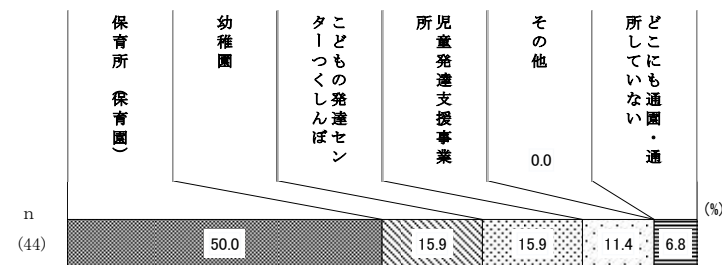 保育所（保育園）
幼稚園
こどもの発達セン
ターつくしんぼ
児童発達支援事業
所
その他
どこにも通園・通
所していない
0.0
(%)
n
(44)
50.0
15.9
15.9
11.4
6.8